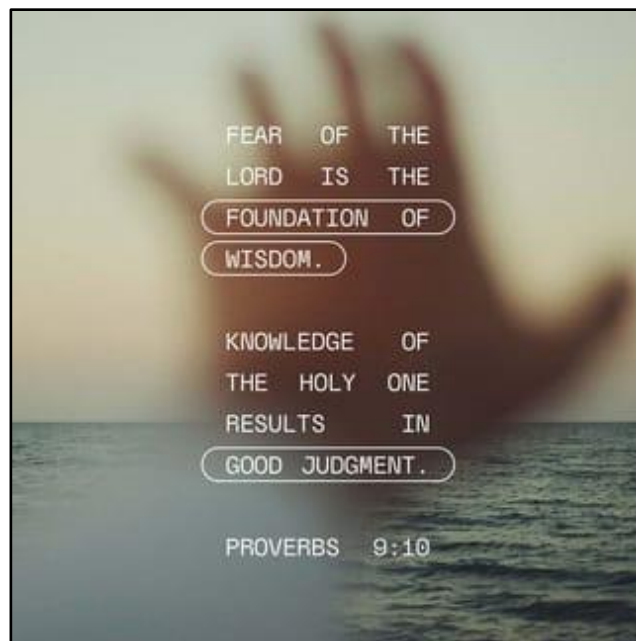 FEAR OF THE
LORD IS THE
FOUNDATION OF
WISDOM.
KNOWLEDGE OF
THE HOLY ONE
RESULTS IN
GOOD JUDGMENT.
PROVERBS 9:10